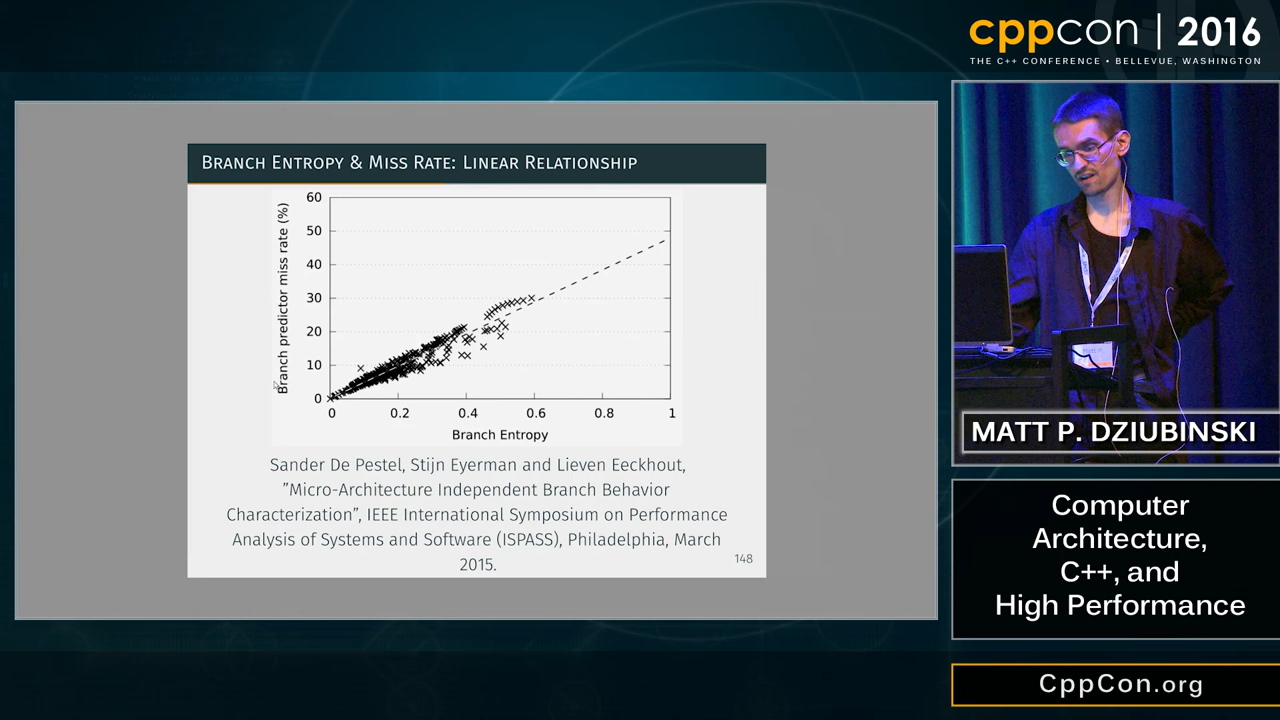 cppcon | 2016
THE C++ CONFERENCE • BELLEVUE, WASHINGTON
BRANCH ENTROPY & MISS RATE: LINEAR RELATIONSHIP
Branch predictor miss rate (%)
60
50
40
30
20
10
0
0 0.2 0.4 0.6 0.8 1
Branch Entropy
Sander De Pestel, Stijn Eyerman and Lieven Eeckhout,
”Micro-Architecture Independent Branch Behavior
Characterization”, IEEE International Symposium on Performance
Analysis of Systems and Software (ISPASS), Philadelphia, March
2015.
148
MATT P. DZIUBINSKI
Computer
Architecture,
C++, and
High Performance
CppCon.org